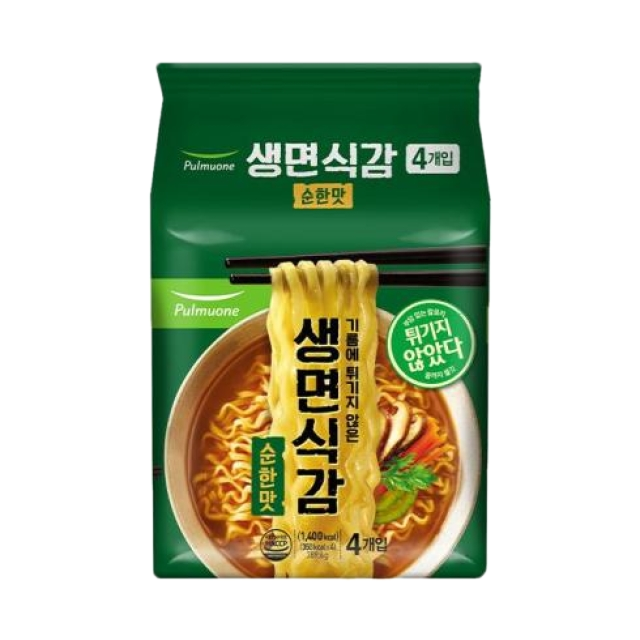 Pulmuone
생면식감 4개입
순한맛
Pulmuone
기름에 튀기지 않은
생면식감
순한맛
튀기지
않았다
HACCP
(1,400kcal)
4개입